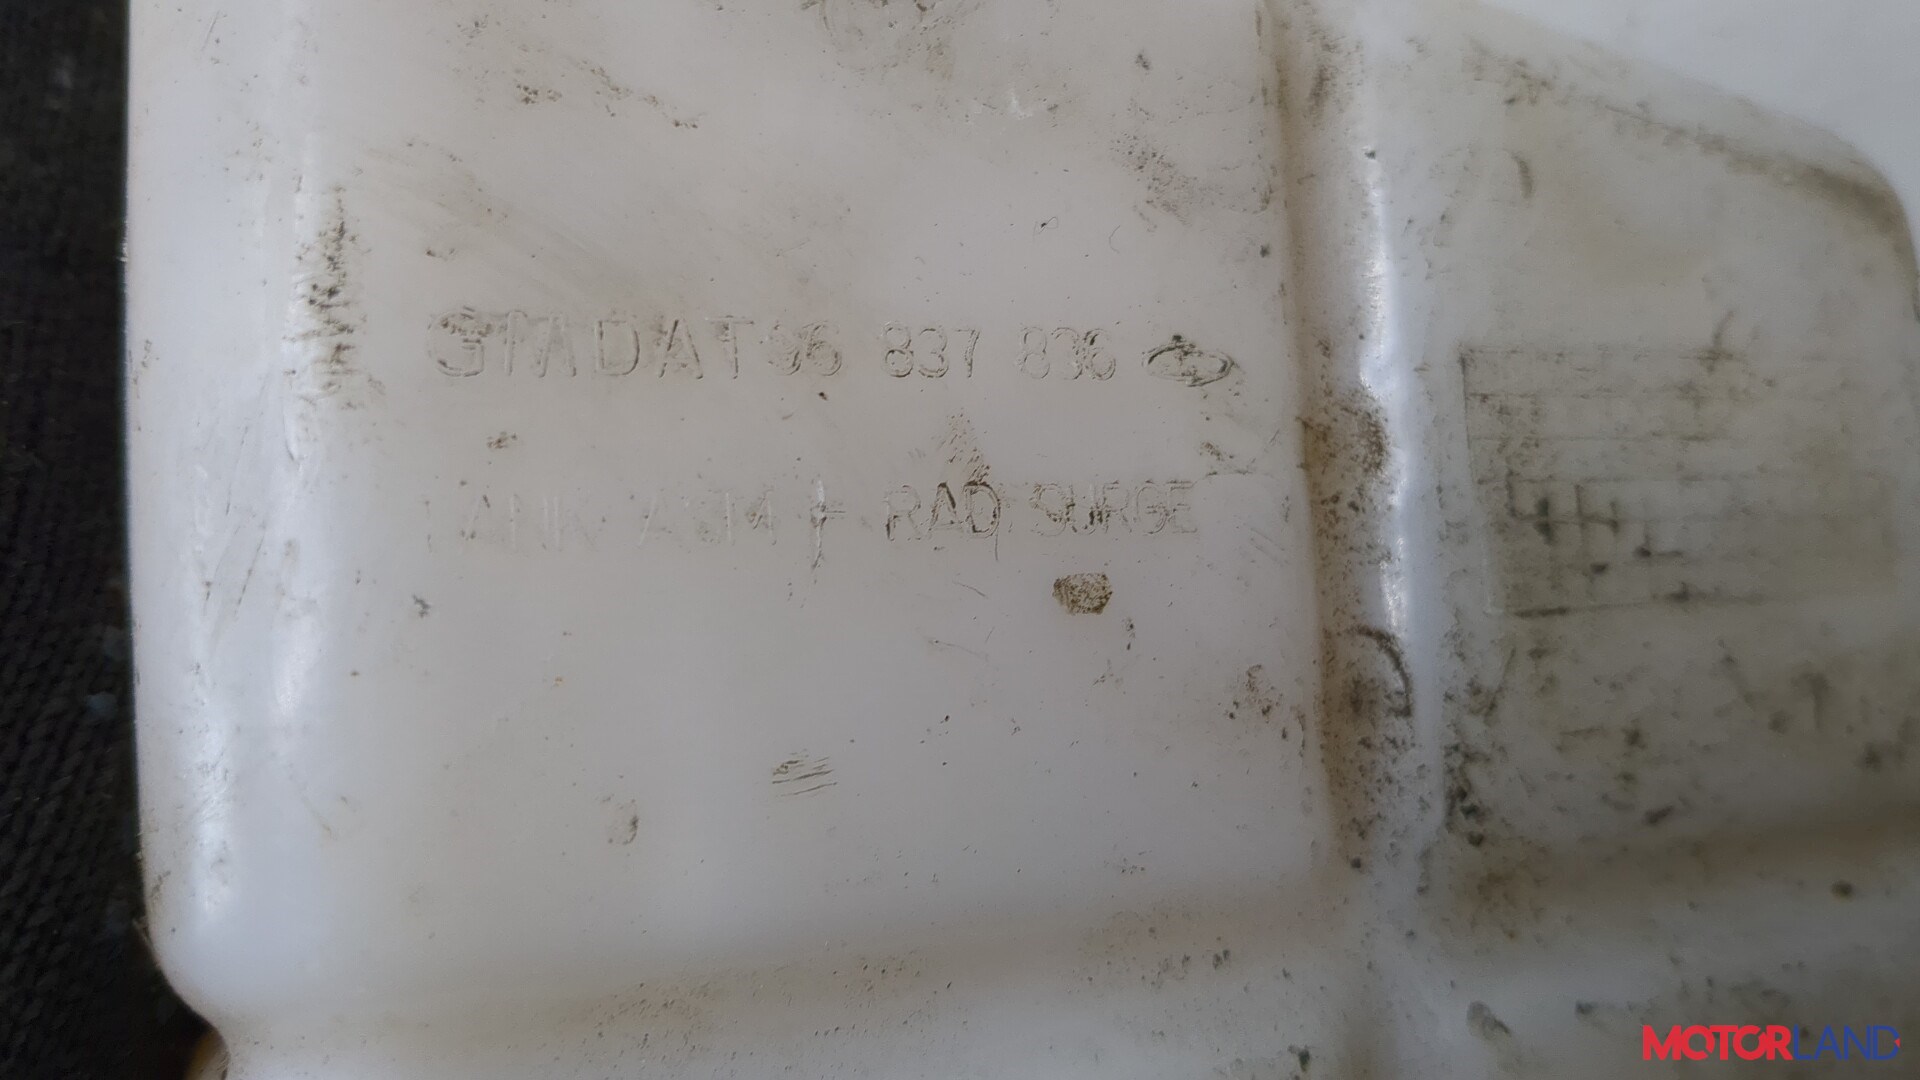 GMDAT 96 837 836
TANK ASM - RAD SURGE
MOTORLAND